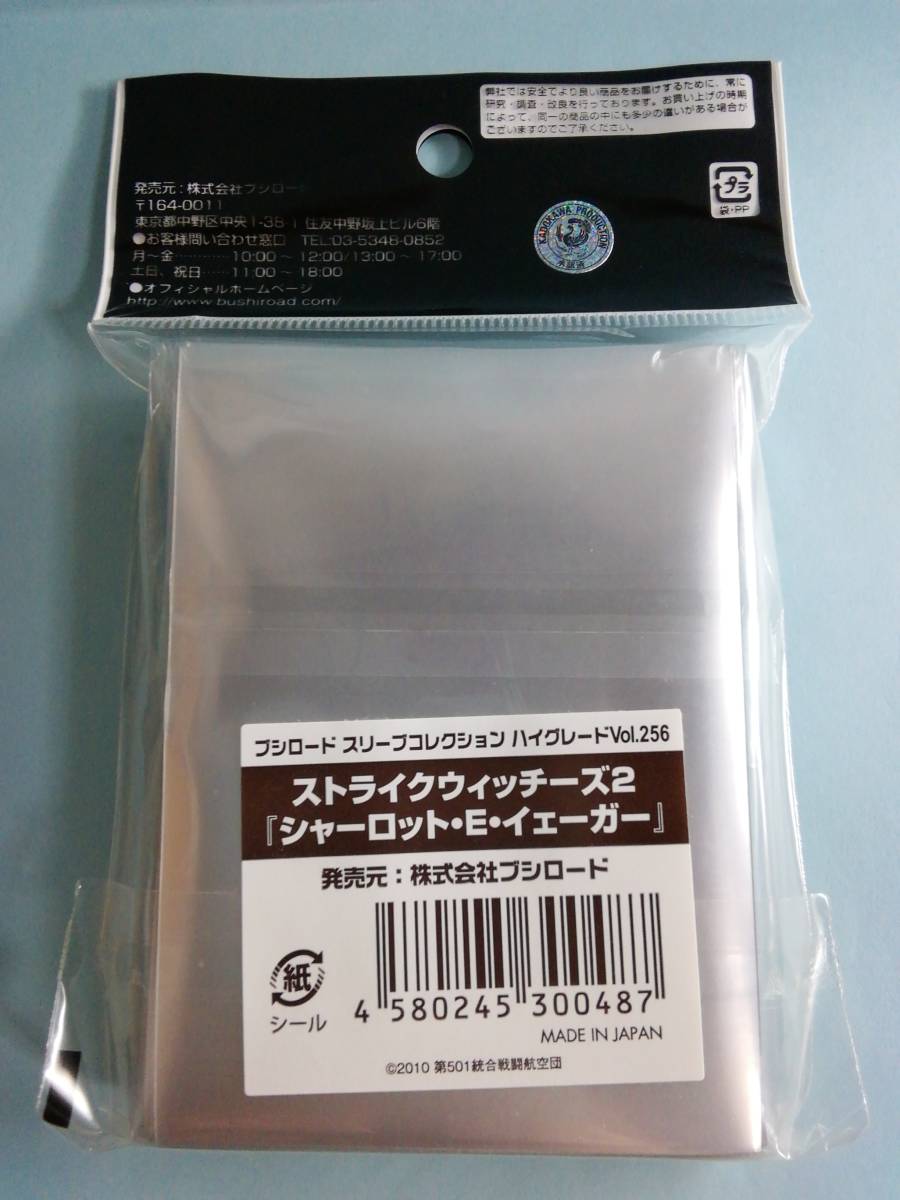 弊社では安全でより良い商品をお届けするために、常に
研究・調査・改良を行っております。お買い上げの時期
によって、同一の商品の中にも多少の違いがある場合が
ございますのでご了承ください。
発売元:株式会社ブシロード
〒164-0011
東京都中野区中央1-38-1 住友中野坂上ビル6階
●お客様問い合わせ窓口 TEL:03-5348-0852
月～金………… 10:00～12:00/13:00～17:00
土日、祝日…… 11:00～18:00
●オフィシャルホームページ
http://www.bushiroad.com/
KADOKAWA PRODUCTION
承認済
プラ
袋・PP
ブシロード スリーブコレクション ハイグレードVol.256
ストライクウィッチーズ2
『シャーロット・E・イェーガー』
発売元:株式会社ブシロード
紙
シール
4 580245 300487
MADE IN JAPAN
©2010 第501統合戦闘航空団